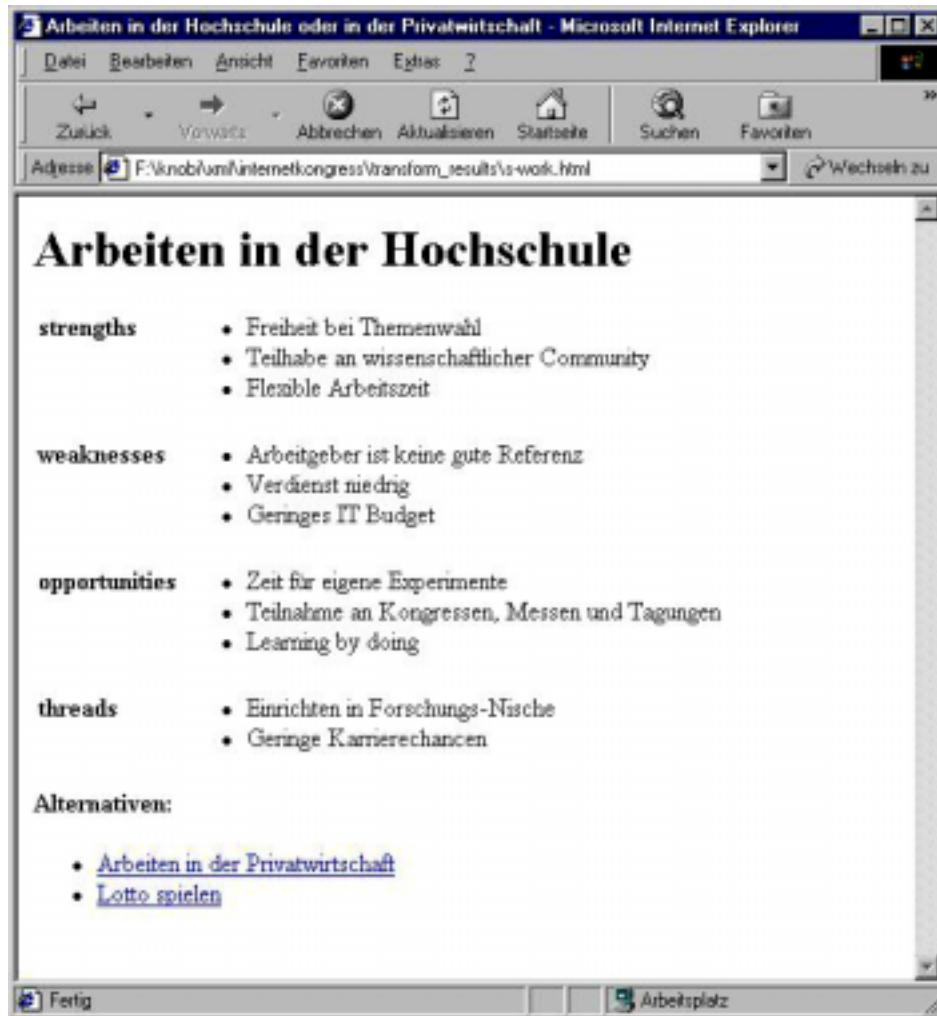 Arbeiten in der Hochschule oder in der Privatwirtschaft - Microsoft Internet Explorer
Datei Bearbeiten Ansicht Favoriten Extras ?
Zurück Vorwärts Abbrechen Aktualisieren Startseite Suchen Favoriten »
Adresse F:\knobi\xml\internetkongress\transform_results\s-work.html Wechseln zu
Arbeiten in der Hochschule
strengths • Freiheit bei Themenwahl
• Teilhabe an wissenschaftlicher Community
• Flexible Arbeitszeit
weaknesses • Arbeitgeber ist keine gute Referenz
• Verdienst niedrig
• Geringes IT Budget
opportunities • Zeit für eigene Experimente
• Teilnahme an Kongressen, Messen und Tagungen
• Learning by doing
threads • Einrichten in Forschungs-Nische
• Geringe Karrierechancen
Alternativen:
• Arbeiten in der Privatwirtschaft
• Lotto spielen
Fertig Arbeitsplatz